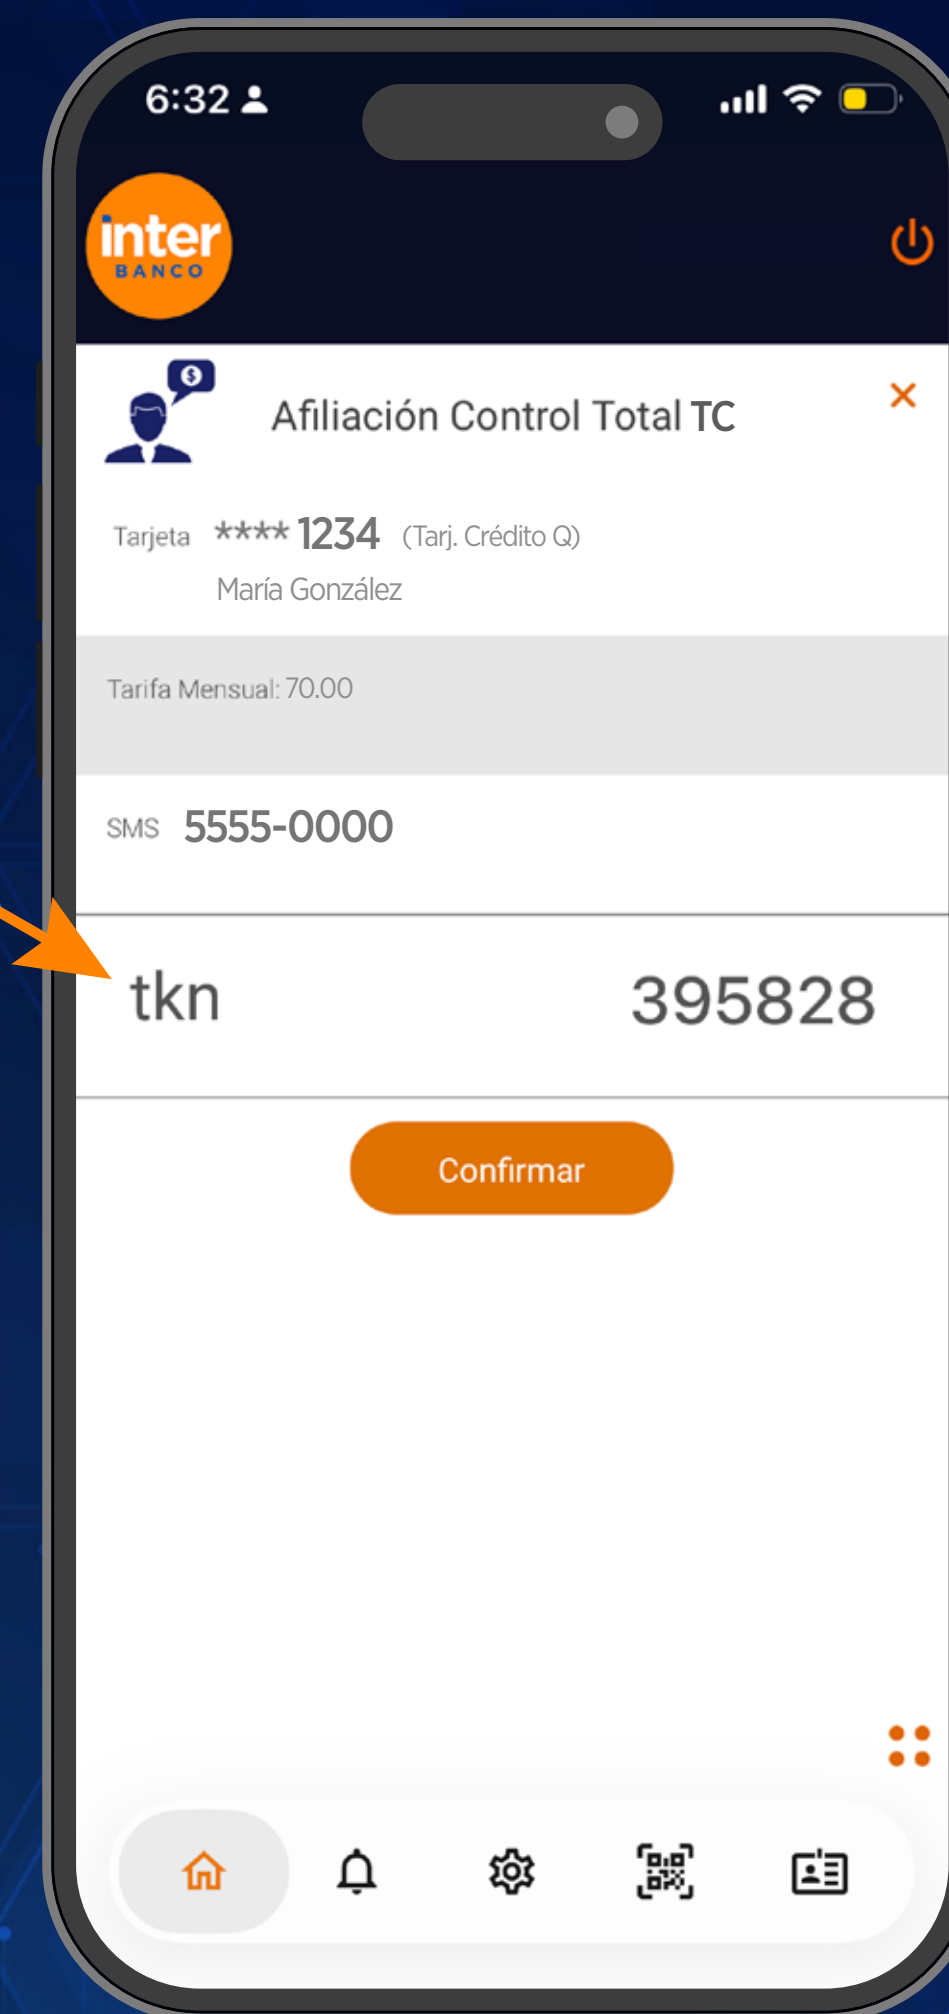 6:32
inter
BANCO
Afiliación Control Total TC
Tarjeta **** 1234 (Tarj. Crédito Q)
María González
Tarifa Mensual: 70.00
SMS 5555-0000
tkn 395828
Confirmar